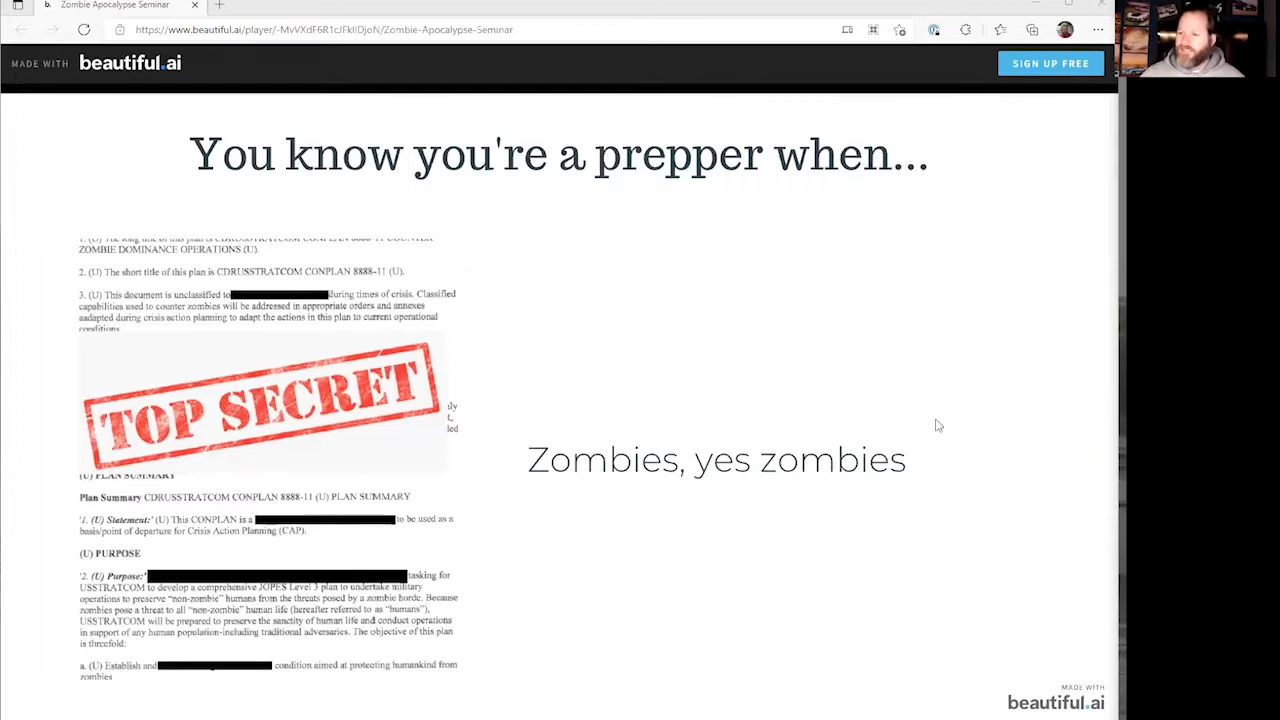 Zombie Apocalypse Seminar
https://www.beautiful.ai/player/-MvVXdF6R1cJFkIiDjoN/Zombie-Apocalypse-Seminar
MADE WITH beautiful.ai
SIGN UP FREE
You know you're a prepper when...
ZOMBIE DOMINANCE OPERATIONS (U).
2. (U) The short title of this plan is CDRUSSTRATCOM CONPLAN 8888-11 (U).
3. (U) This document is unclassified to during times of crisis. Classified
capabilities used to counter zombies will be addressed in appropriate orders and annexes
aadapted during crisis action planning to adapt the actions in this plan to current operational
conditions.
TOP SECRET
(U) PLAN SUMMARY
Plan Summary CDRUSSTRATCOM CONPLAN 8888-11 (U) PLAN SUMMARY
'1. (U) Statement:' (U) This CONPLAN is a to be used as a
basis/point of departure for Crisis Action Planning (CAP).
(U) PURPOSE
'2. (U) Purpose:' tasking for
USSTRATCOM to develop a comprehensive JOPES Level 3 plan to undertake military
operations to preserve "non-zombie" humans from the threats posed by a zombie horde. Because
zombies pose a threat to all "non-zombie" human life (hereafter referred to as "humans"),
USSTRATCOM will be prepared to preserve the sanctity of human life and conduct operations
in support of any human population-including traditional adversaries. The objective of this plan
is threefold:
a. (U) Establish and condition aimed at protecting humankind from
zombies
Zombies, yes zombies
MADE WITH
beautiful.ai